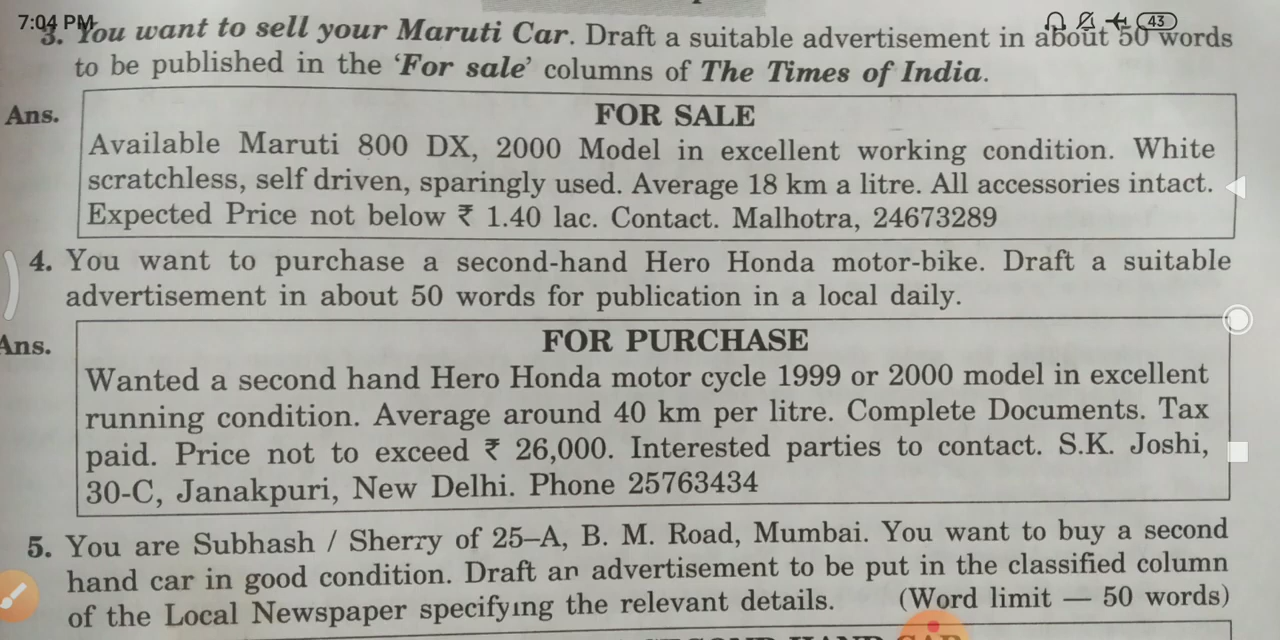 7:04 PM
43
3. You want to sell your Maruti Car. Draft a suitable advertisement in about 50 words
to be published in the ‘For sale’ columns of The Times of India.
Ans.
FOR SALE
Available Maruti 800 DX, 2000 Model in excellent working condition. White
scratchless, self driven, sparingly used. Average 18 km a litre. All accessories intact.
Expected Price not below ₹ 1.40 lac. Contact. Malhotra, 24673289
4. You want to purchase a second-hand Hero Honda motor-bike. Draft a suitable
advertisement in about 50 words for publication in a local daily.
Ans.
FOR PURCHASE
Wanted a second hand Hero Honda motor cycle 1999 or 2000 model in excellent
running condition. Average around 40 km per litre. Complete Documents. Tax
paid. Price not to exceed ₹ 26,000. Interested parties to contact. S.K. Joshi,
30-C, Janakpuri, New Delhi. Phone 25763434
5. You are Subhash / Sherry of 25–A, B. M. Road, Mumbai. You want to buy a second
hand car in good condition. Draft an advertisement to be put in the classified column
of the Local Newspaper specifying the relevant details. (Word limit — 50 words)